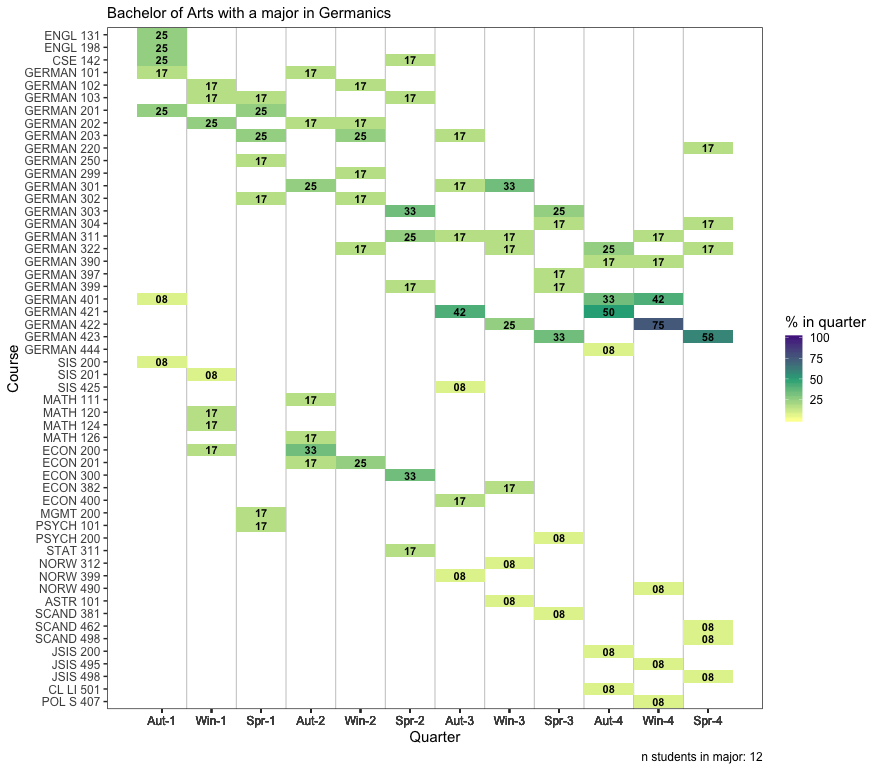 Bachelor of Arts with a major in Germanics
ENGL 131 25
ENGL 198 25
CSE 142 25 17
GERMAN 101 17 17
GERMAN 102 17 17
GERMAN 103 17 17 17
GERMAN 201 25 25
GERMAN 202 25 17 17
GERMAN 203 25 25 17
GERMAN 220 17
GERMAN 250 17
GERMAN 299 17
GERMAN 301 25 17 33
GERMAN 302 17 17
GERMAN 303 33 25
GERMAN 304 17 17
GERMAN 311 25 17 17 17
GERMAN 322 17 17 25 17
GERMAN 390 17 17
GERMAN 397 17
GERMAN 399 17 17
GERMAN 401 08 33 42
GERMAN 421 42 50
GERMAN 422 25 75
GERMAN 423 33 58
GERMAN 444 08
SIS 200 08
SIS 201 08
SIS 425 08
MATH 111 17
MATH 120 17
MATH 124 17
MATH 126 17
ECON 200 17 33
ECON 201 17 25
ECON 300 33
ECON 382 17
ECON 400 17
MGMT 200 17
PSYCH 101 17
PSYCH 200 08
STAT 311 17
NORW 312 08
NORW 399 08
NORW 490 08
ASTR 101 08
SCAND 381 08
SCAND 462 08
SCAND 498 08
JSIS 200 08
JSIS 495 08
JSIS 498 08
CL LI 501 08
POL S 407 08
Course
Aut-1 Win-1 Spr-1 Aut-2 Win-2 Spr-2 Aut-3 Win-3 Spr-3 Aut-4 Win-4 Spr-4
Quarter
% in quarter
100
75
50
25
n students in major: 12